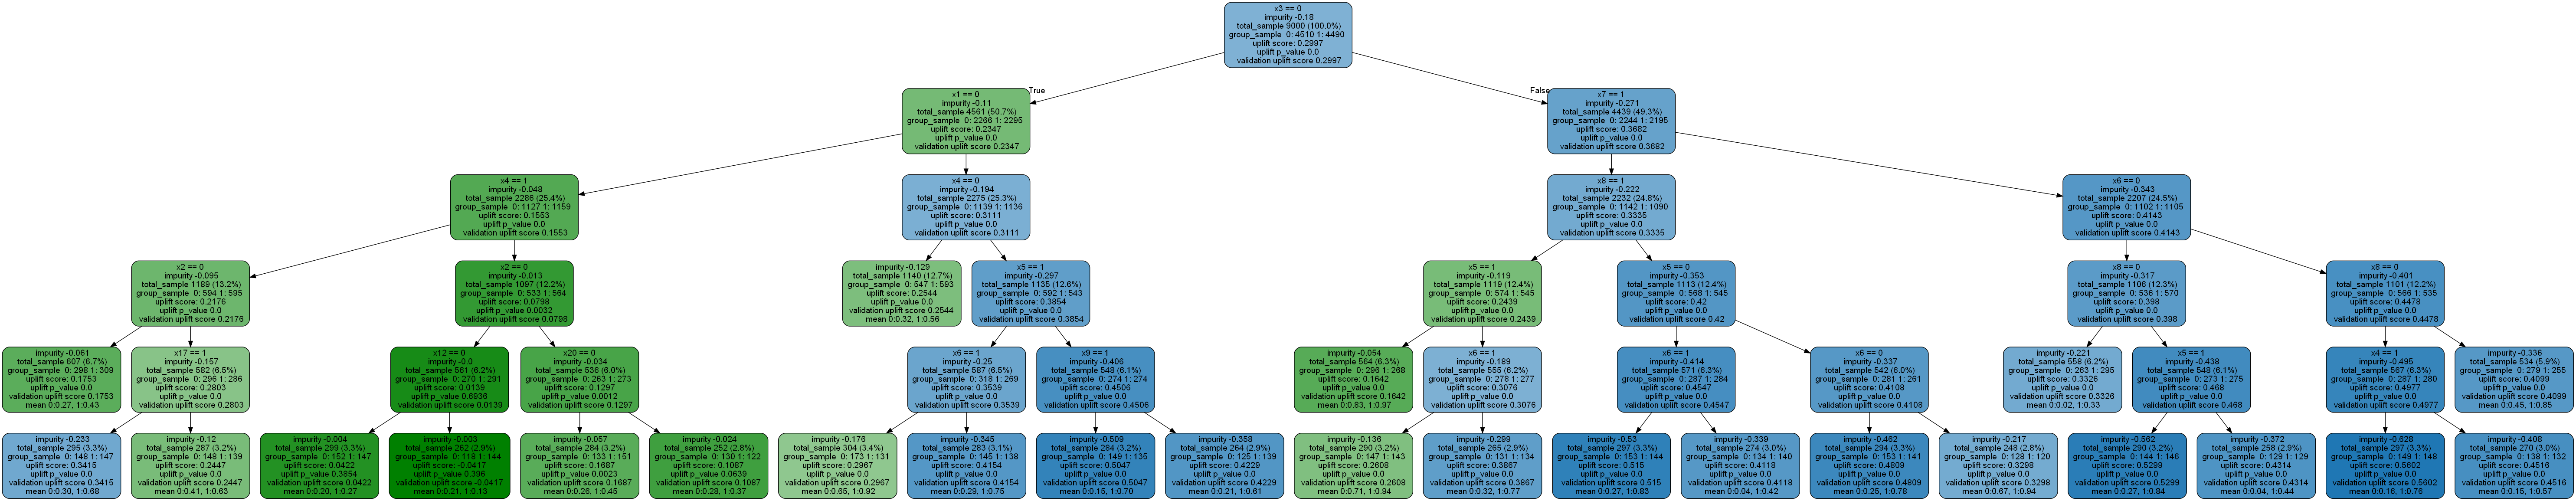 x3 == 0
impurity -0.18
total_sample 9000 (100.0%)
group_sample 0: 4510 1: 4490
uplift score: 0.2997
uplift p_value 0.0
validation uplift score 0.2997
True
False
x1 == 0
impurity -0.11
total_sample 4561 (50.7%)
group_sample 0: 2266 1: 2295
uplift score: 0.2347
uplift p_value 0.0
validation uplift score 0.2347
x7 == 1
impurity -0.271
total_sample 4439 (49.3%)
group_sample 0: 2244 1: 2195
uplift score: 0.3682
uplift p_value 0.0
validation uplift score 0.3682
x4 == 1
impurity -0.048
total_sample 2286 (25.4%)
group_sample 0: 1127 1: 1159
uplift score: 0.1553
uplift p_value 0.0
validation uplift score 0.1553
x4 == 0
impurity -0.194
total_sample 2275 (25.3%)
group_sample 0: 1139 1: 1136
uplift score: 0.3111
uplift p_value 0.0
validation uplift score 0.3111
x8 == 1
impurity -0.222
total_sample 2232 (24.8%)
group_sample 0: 1142 1: 1090
uplift score: 0.3335
uplift p_value 0.0
validation uplift score 0.3335
x6 == 0
impurity -0.343
total_sample 2207 (24.5%)
group_sample 0: 1102 1: 1105
uplift score: 0.4143
uplift p_value 0.0
validation uplift score 0.4143
x2 == 0
impurity -0.095
total_sample 1189 (13.2%)
group_sample 0: 594 1: 595
uplift score: 0.2176
uplift p_value 0.0
validation uplift score 0.2176
x2 == 0
impurity -0.013
total_sample 1097 (12.2%)
group_sample 0: 533 1: 564
uplift score: 0.0798
uplift p_value 0.0032
validation uplift score 0.0798
impurity -0.129
total_sample 1140 (12.7%)
group_sample 0: 547 1: 593
uplift score: 0.2544
uplift p_value 0.0
validation uplift score 0.2544
mean 0:0.32, 1:0.56
x5 == 1
impurity -0.297
total_sample 1135 (12.6%)
group_sample 0: 592 1: 543
uplift score: 0.3854
uplift p_value 0.0
validation uplift score 0.3854
x5 == 1
impurity -0.119
total_sample 1119 (12.4%)
group_sample 0: 574 1: 545
uplift score: 0.2439
uplift p_value 0.0
validation uplift score 0.2439
x5 == 0
impurity -0.353
total_sample 1113 (12.4%)
group_sample 0: 568 1: 545
uplift score: 0.42
uplift p_value 0.0
validation uplift score 0.42
x8 == 0
impurity -0.317
total_sample 1106 (12.3%)
group_sample 0: 536 1: 570
uplift score: 0.398
uplift p_value 0.0
validation uplift score 0.398
x8 == 0
impurity -0.401
total_sample 1101 (12.2%)
group_sample 0: 566 1: 535
uplift score: 0.4478
uplift p_value 0.0
validation uplift score 0.4478
impurity -0.061
total_sample 607 (6.7%)
group_sample 0: 298 1: 309
uplift score: 0.1753
uplift p_value 0.0
validation uplift score 0.1753
mean 0:0.27, 1:0.43
x17 == 1
impurity -0.157
total_sample 582 (6.5%)
group_sample 0: 296 1: 286
uplift score: 0.2803
uplift p_value 0.0
validation uplift score 0.2803
x12 == 0
impurity -0.0
total_sample 561 (6.2%)
group_sample 0: 270 1: 291
uplift score: 0.0139
uplift p_value 0.6936
validation uplift score 0.0139
x20 == 0
impurity -0.034
total_sample 536 (6.0%)
group_sample 0: 263 1: 273
uplift score: 0.1297
uplift p_value 0.0012
validation uplift score 0.1297
x6 == 1
impurity -0.25
total_sample 587 (6.5%)
group_sample 0: 318 1: 269
uplift score: 0.3539
uplift p_value 0.0
validation uplift score 0.3539
x9 == 1
impurity -0.406
total_sample 548 (6.1%)
group_sample 0: 274 1: 274
uplift score: 0.4506
uplift p_value 0.0
validation uplift score 0.4506
impurity -0.054
total_sample 564 (6.3%)
group_sample 0: 296 1: 268
uplift score: 0.1642
uplift p_value 0.0
validation uplift score 0.1642
mean 0:0.83, 1:0.97
x6 == 1
impurity -0.189
total_sample 555 (6.2%)
group_sample 0: 278 1: 277
uplift score: 0.3076
uplift p_value 0.0
validation uplift score 0.3076
x6 == 1
impurity -0.414
total_sample 571 (6.3%)
group_sample 0: 287 1: 284
uplift score: 0.4547
uplift p_value 0.0
validation uplift score 0.4547
x6 == 0
impurity -0.337
total_sample 542 (6.0%)
group_sample 0: 281 1: 261
uplift score: 0.4108
uplift p_value 0.0
validation uplift score 0.4108
impurity -0.221
total_sample 558 (6.2%)
group_sample 0: 263 1: 295
uplift score: 0.3326
uplift p_value 0.0
validation uplift score 0.3326
mean 0:0.02, 1:0.33
x5 == 1
impurity -0.438
total_sample 548 (6.1%)
group_sample 0: 273 1: 275
uplift score: 0.468
uplift p_value 0.0
validation uplift score 0.468
x4 == 1
impurity -0.495
total_sample 567 (6.3%)
group_sample 0: 287 1: 280
uplift score: 0.4977
uplift p_value 0.0
validation uplift score 0.4977
impurity -0.336
total_sample 534 (5.9%)
group_sample 0: 279 1: 255
uplift score: 0.4099
uplift p_value 0.0
validation uplift score 0.4099
mean 0:0.45, 1:0.85
impurity -0.233
total_sample 295 (3.3%)
group_sample 0: 148 1: 147
uplift score: 0.3415
uplift p_value 0.0
validation uplift score 0.3415
mean 0:0.30, 1:0.68
impurity -0.12
total_sample 287 (3.2%)
group_sample 0: 148 1: 139
uplift score: 0.2447
uplift p_value 0.0
validation uplift score 0.2447
mean 0:0.41, 1:0.63
impurity -0.004
total_sample 299 (3.3%)
group_sample 0: 152 1: 147
uplift score: 0.0422
uplift p_value 0.3854
validation uplift score 0.0422
mean 0:0.20, 1:0.27
impurity -0.003
total_sample 262 (2.9%)
group_sample 0: 118 1: 144
uplift score: -0.0417
uplift p_value 0.396
validation uplift score -0.0417
mean 0:0.21, 1:0.13
impurity -0.057
total_sample 284 (3.2%)
group_sample 0: 133 1: 151
uplift score: 0.1687
uplift p_value 0.0023
validation uplift score 0.1687
mean 0:0.26, 1:0.45
impurity -0.024
total_sample 252 (2.8%)
group_sample 0: 130 1: 122
uplift score: 0.1087
uplift p_value 0.0639
validation uplift score 0.1087
mean 0:0.28, 1:0.37
impurity -0.176
total_sample 304 (3.4%)
group_sample 0: 173 1: 131
uplift score: 0.2967
uplift p_value 0.0
validation uplift score 0.2967
mean 0:0.65, 1:0.92
impurity -0.345
total_sample 283 (3.1%)
group_sample 0: 145 1: 138
uplift score: 0.4154
uplift p_value 0.0
validation uplift score 0.4154
mean 0:0.29, 1:0.75
impurity -0.509
total_sample 284 (3.2%)
group_sample 0: 149 1: 135
uplift score: 0.5047
uplift p_value 0.0
validation uplift score 0.5047
mean 0:0.15, 1:0.70
impurity -0.358
total_sample 264 (2.9%)
group_sample 0: 125 1: 139
uplift score: 0.4229
uplift p_value 0.0
validation uplift score 0.4229
mean 0:0.21, 1:0.61
impurity -0.136
total_sample 290 (3.2%)
group_sample 0: 147 1: 143
uplift score: 0.2608
uplift p_value 0.0
validation uplift score 0.2608
mean 0:0.71, 1:0.94
impurity -0.299
total_sample 265 (2.9%)
group_sample 0: 131 1: 134
uplift score: 0.3867
uplift p_value 0.0
validation uplift score 0.3867
mean 0:0.32, 1:0.77
impurity -0.53
total_sample 297 (3.3%)
group_sample 0: 153 1: 144
uplift score: 0.515
uplift p_value 0.0
validation uplift score 0.515
mean 0:0.27, 1:0.83
impurity -0.339
total_sample 274 (3.0%)
group_sample 0: 134 1: 140
uplift score: 0.4118
uplift p_value 0.0
validation uplift score 0.4118
mean 0:0.04, 1:0.42
impurity -0.462
total_sample 294 (3.3%)
group_sample 0: 153 1: 141
uplift score: 0.4809
uplift p_value 0.0
validation uplift score 0.4809
mean 0:0.25, 1:0.78
impurity -0.217
total_sample 248 (2.8%)
group_sample 0: 128 1: 120
uplift score: 0.3298
uplift p_value 0.0
validation uplift score 0.3298
mean 0:0.67, 1:0.94
impurity -0.562
total_sample 290 (3.2%)
group_sample 0: 144 1: 146
uplift score: 0.5299
uplift p_value 0.0
validation uplift score 0.5299
mean 0:0.27, 1:0.84
impurity -0.372
total_sample 258 (2.9%)
group_sample 0: 129 1: 129
uplift score: 0.4314
uplift p_value 0.0
validation uplift score 0.4314
mean 0:0.04, 1:0.44
impurity -0.628
total_sample 297 (3.3%)
group_sample 0: 149 1: 148
uplift score: 0.5602
uplift p_value 0.0
validation uplift score 0.5602
mean 0:0.16, 1:0.76
impurity -0.408
total_sample 270 (3.0%)
group_sample 0: 138 1: 132
uplift score: 0.4516
uplift p_value 0.0
validation uplift score 0.4516
mean 0:0.15, 1:0.57